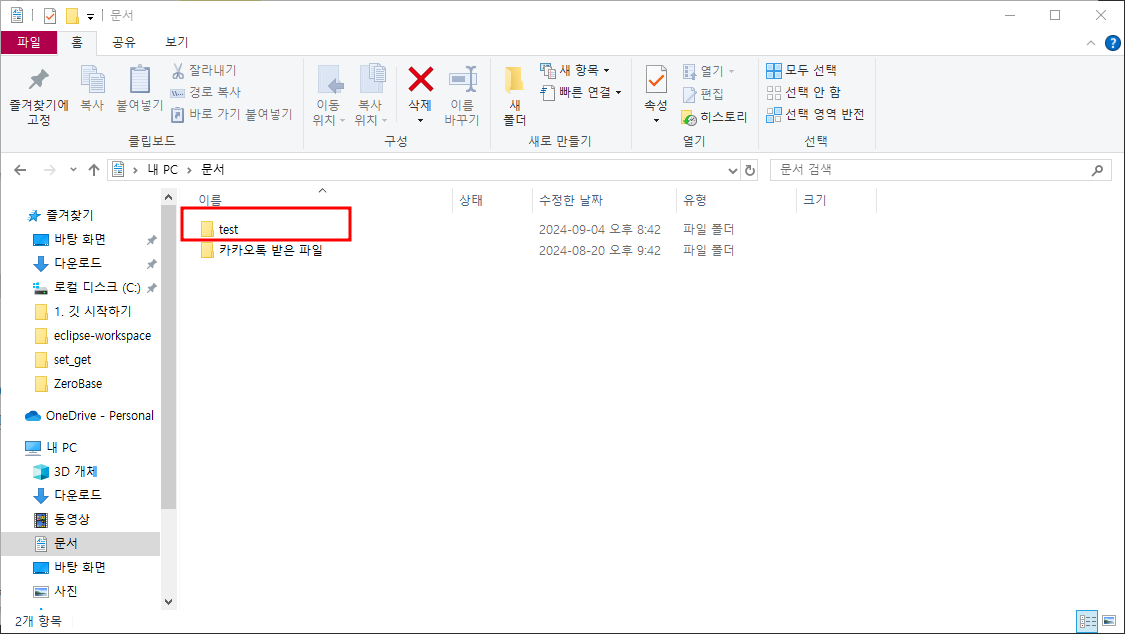 문서
파일 홈 공유 보기
즐겨찾기에 고정
복사
붙여넣기
잘라내기
경로 복사
바로 가기 붙여넣기
클립보드
이동 위치
복사 위치
삭제
이름 바꾸기
구성
새 폴더
새 항목
빠른 연결
새로 만들기
속성
열기
편집
히스토리
열기
모두 선택
선택 안 함
선택 영역 반전
선택
내 PC > 문서
문서 검색
이름 상태 수정한 날짜 유형 크기
test 2024-09-04 오후 8:42 파일 폴더
카카오톡 받은 파일 2024-08-20 오후 9:42 파일 폴더
즐겨찾기
바탕 화면
다운로드
로컬 디스크 (C:)
1. 깃 시작하기
eclipse-workspace
set_get
ZeroBase
OneDrive - Personal
내 PC
3D 개체
다운로드
동영상
문서
바탕 화면
사진
2개 항목